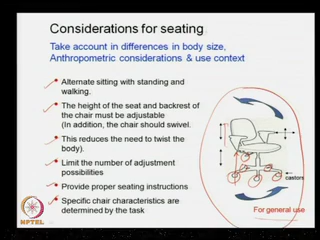 Considerations for seating
Take account in differences in body size,
Anthropometric considerations & use context
Alternate sitting with standing and
walking.
The height of the seat and backrest of
the chair must be adjustable
(In addition, the chair should swivel.
This reduces the need to twist the
body).
Limit the number of adjustment
possibilities
Provide proper seating instructions
Specific chair characteristics are
determined by the task
castors
For general use
NPTEL